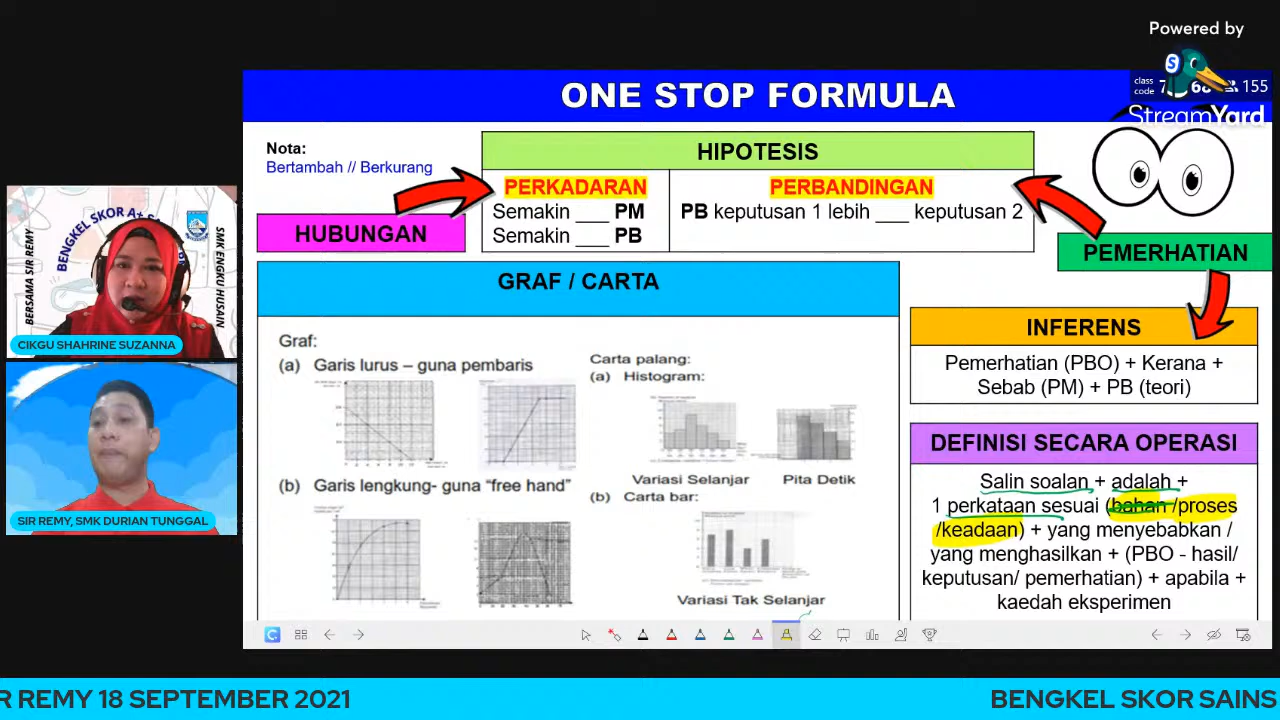 Powered by
ONE STOP FORMULA
class
code
155
StreamYard
Nota:
Bertambah // Berkurang
HIPOTESIS
PERKADARAN
Semakin ___ PM
Semakin ___ PB
PERBANDINGAN
PB keputusan 1 lebih ___ keputusan 2
HUBUNGAN
PEMERHATIAN
GRAF / CARTA
Graf:
(a) Garis lurus – guna pembaris
(b) Garis lengkung- guna “free hand”
Carta palang:
(a) Histogram:
Variasi Selanjar
Pita Detik
(b) Carta bar:
Variasi Tak Selanjar
INFERENS
Pemerhatian (PBO) + Kerana +
Sebab (PM) + PB (teori)
DEFINISI SECARA OPERASI
Salin soalan + adalah +
1 perkataan sesuai (bahan /proses
/keadaan) + yang menyebabkan /
yang menghasilkan + (PBO - hasil/
keputusan/ pemerhatian) + apabila +
kaedah eksperimen
BENGKEL SKOR A+
BERSAMA SIR REMY
SMK ENGKU HUSAIN
CIKGU SHAHRINE SUZANNA
SIR REMY, SMK DURIAN TUNGGAL
R REMY 18 SEPTEMBER 2021
BENGKEL SKOR SAINS